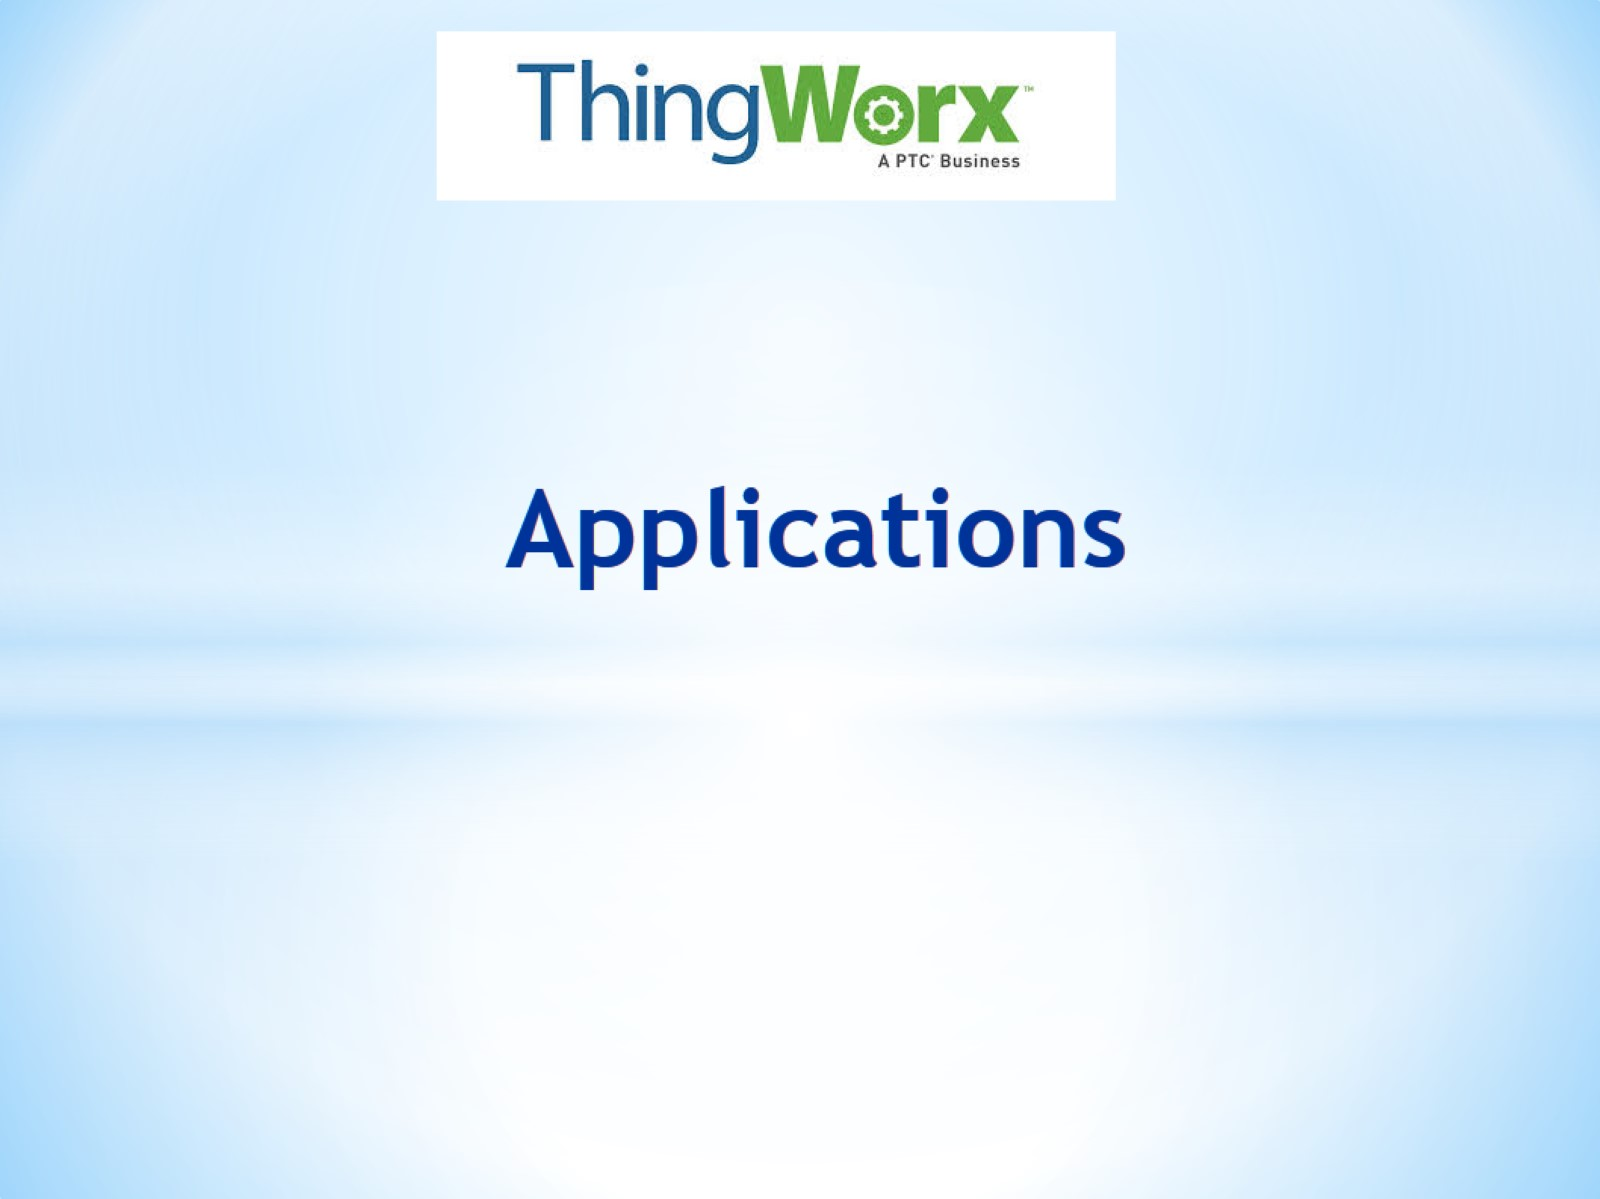 ThingWorx™
A PTC® Business
Applications